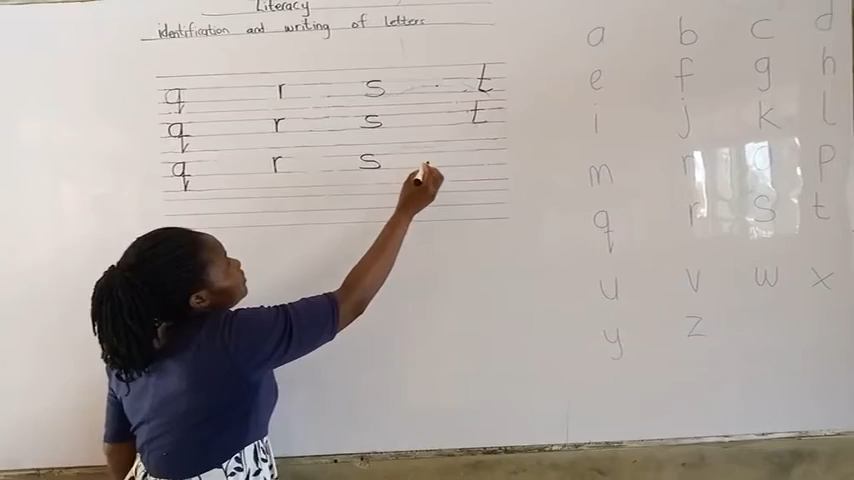 Literacy
identification and writing of letters
q r s t
q r s t
q r s
a b c d
e f g h
i j k l
m n o p
q r s t
u v w x
y z